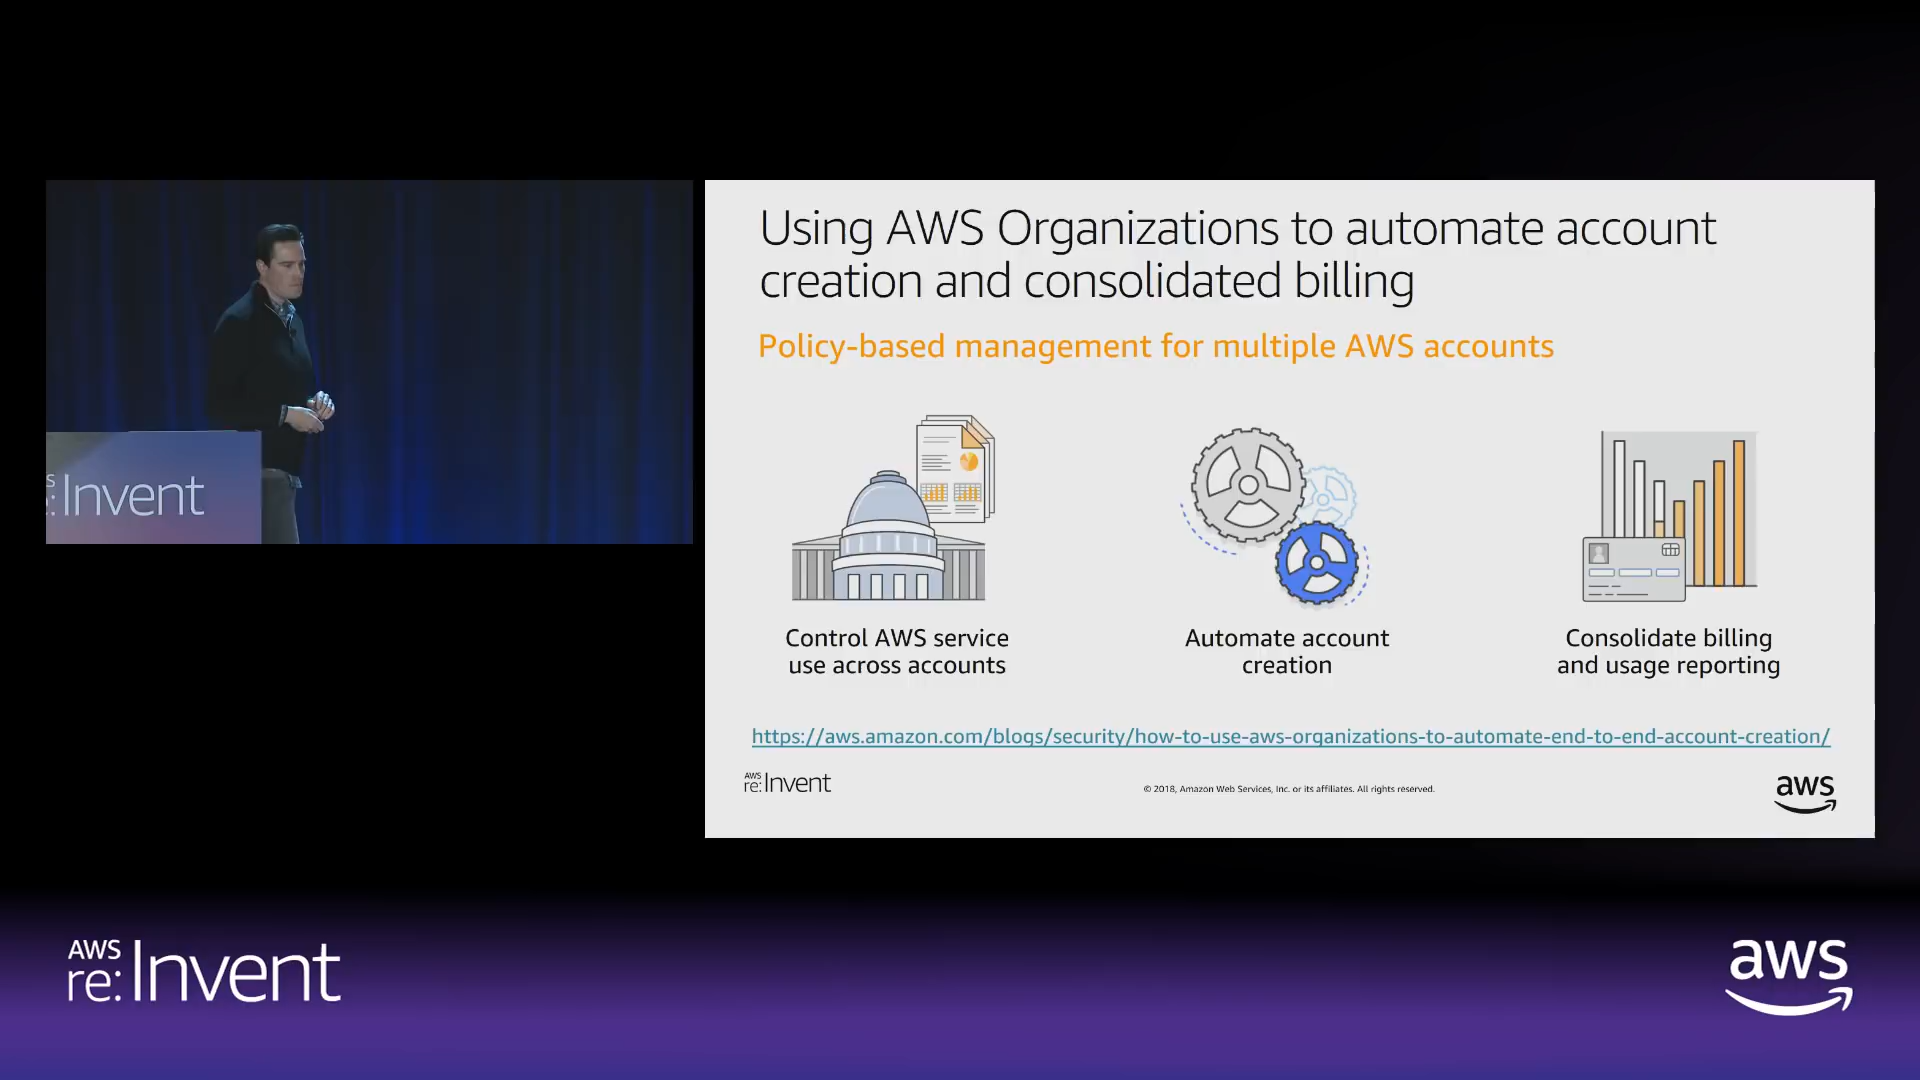 Using AWS Organizations to automate account
creation and consolidated billing
Policy-based management for multiple AWS accounts
Control AWS service
use across accounts
Automate account
creation
Consolidate billing
and usage reporting
https://aws.amazon.com/blogs/security/how-to-use-aws-organizations-to-automate-end-to-end-account-creation/
AWS
re:Invent
© 2018, Amazon Web Services, Inc. or its affiliates. All rights reserved.
aws
s
e:Invent
AWS
re:Invent
aws